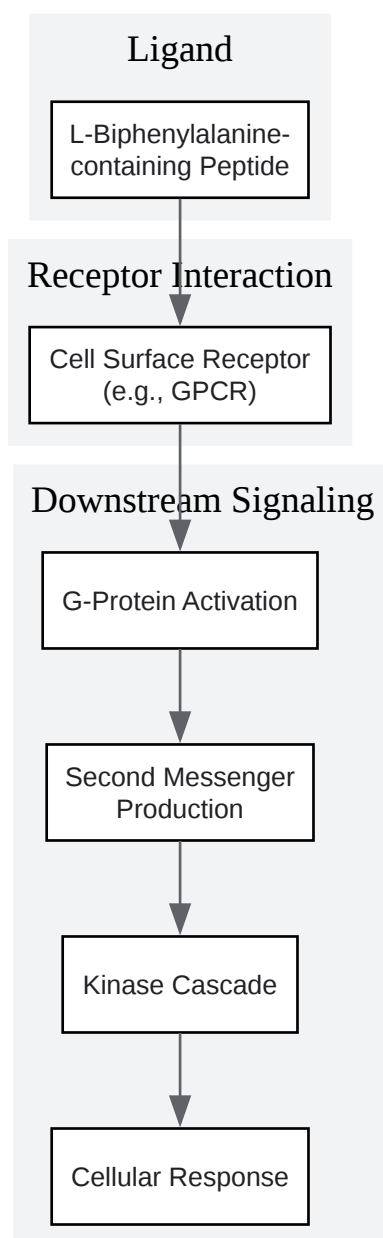 Ligand
L-Biphenylalanine-
containing Peptide
Receptor Interaction
Cell Surface Receptor
(e.g., GPCR)
Downstream Signaling
G-Protein Activation
Second Messenger
Production
Kinase Cascade
Cellular Response